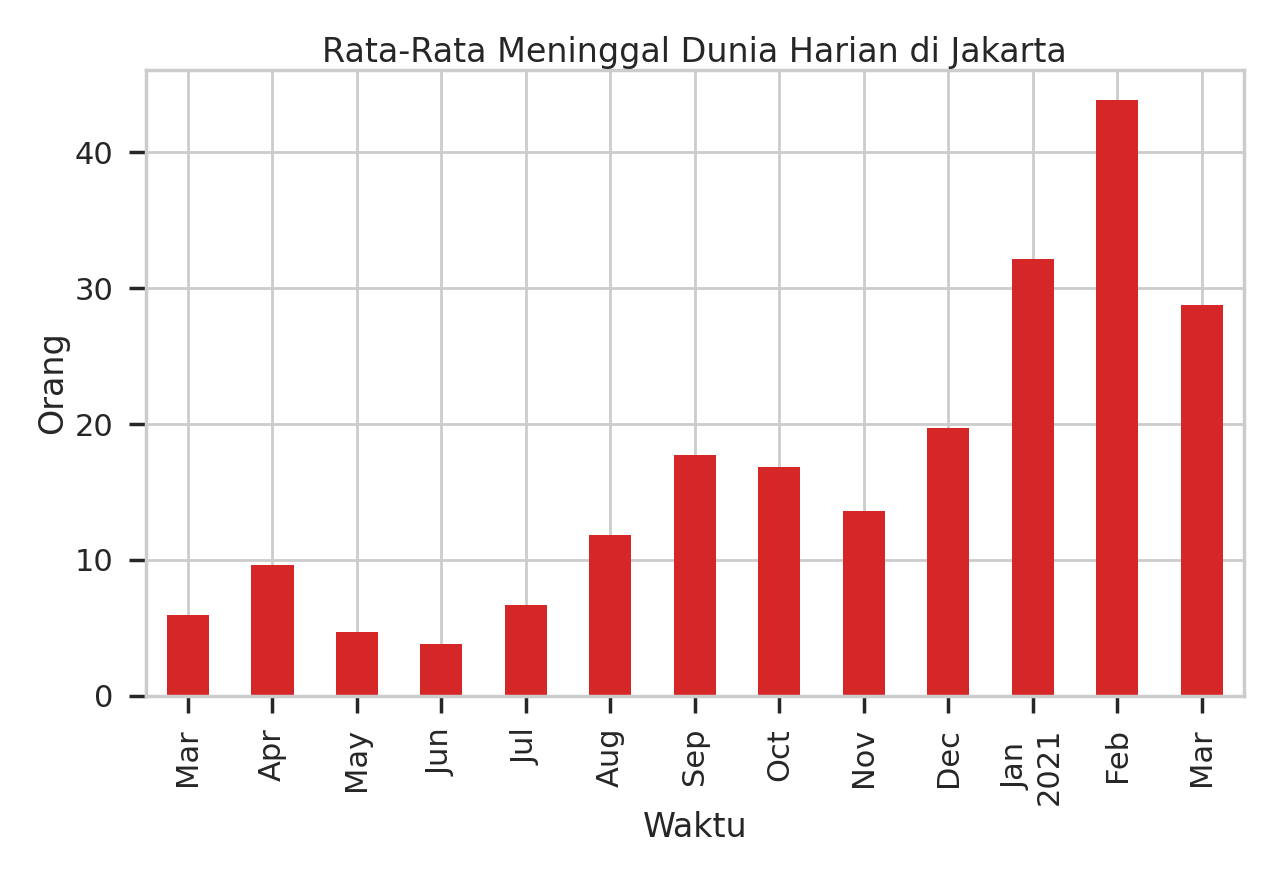 Rata-Rata Meninggal Dunia Harian di Jakarta
Orang
40
30
20
10
0
Mar
Apr
May
Jun
Jul
Aug
Sep
Oct
Nov
Dec
Jan
2021
Feb
Mar
Waktu